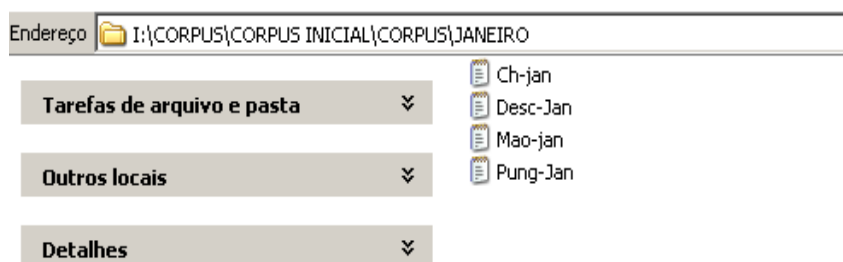 Endereço I:\CORPUS\CORPUS INICIAL\CORPUS\JANEIRO
Tarefas de arquivo e pasta
Outros locais
Detalhes
Ch-jan
Desc-Jan
Mao-jan
Pung-Jan